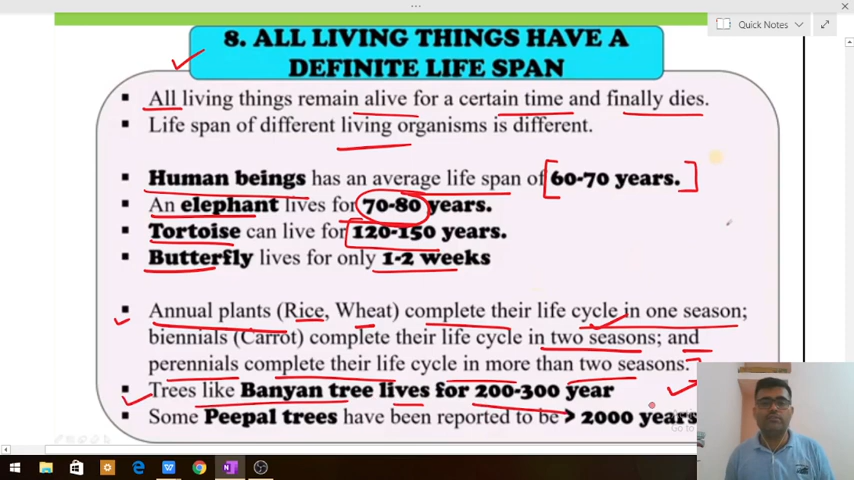 Quick Notes
8. ALL LIVING THINGS HAVE A
DEFINITE LIFE SPAN
▪ All living things remain alive for a certain time and finally dies.
▪ Life span of different living organisms is different.
▪ Human beings has an average life span of 60-70 years.
▪ An elephant lives for 70-80 years.
▪ Tortoise can live for 120-150 years.
▪ Butterfly lives for only 1-2 weeks
▪ Annual plants (Rice, Wheat) complete their life cycle in one season;
biennials (Carrot) complete their life cycle in two seasons; and
perennials complete their life cycle in more than two seasons.
▪ Trees like Banyan tree lives for 200-300 year
▪ Some Peepal trees have been reported to be > 2000 years